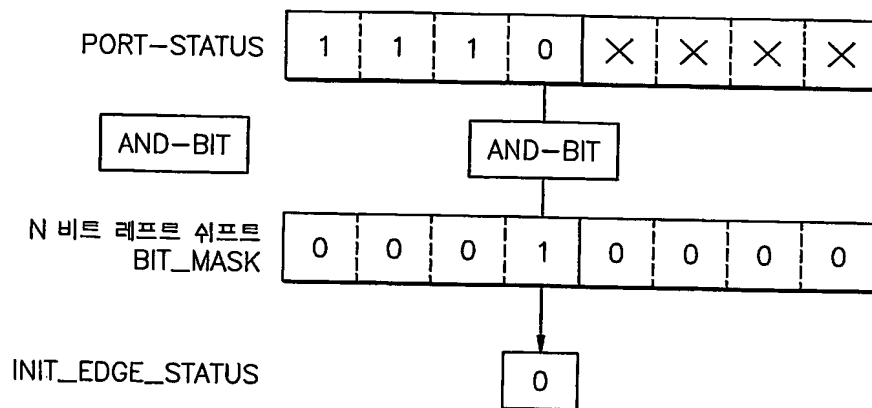 PORT-STATUS 1 1 1 0 X X X X
AND-BIT AND-BIT
N 비트 레프트 쉬프트
BIT_MASK 0 0 0 1 0 0 0 0
INIT_EDGE_STATUS 0